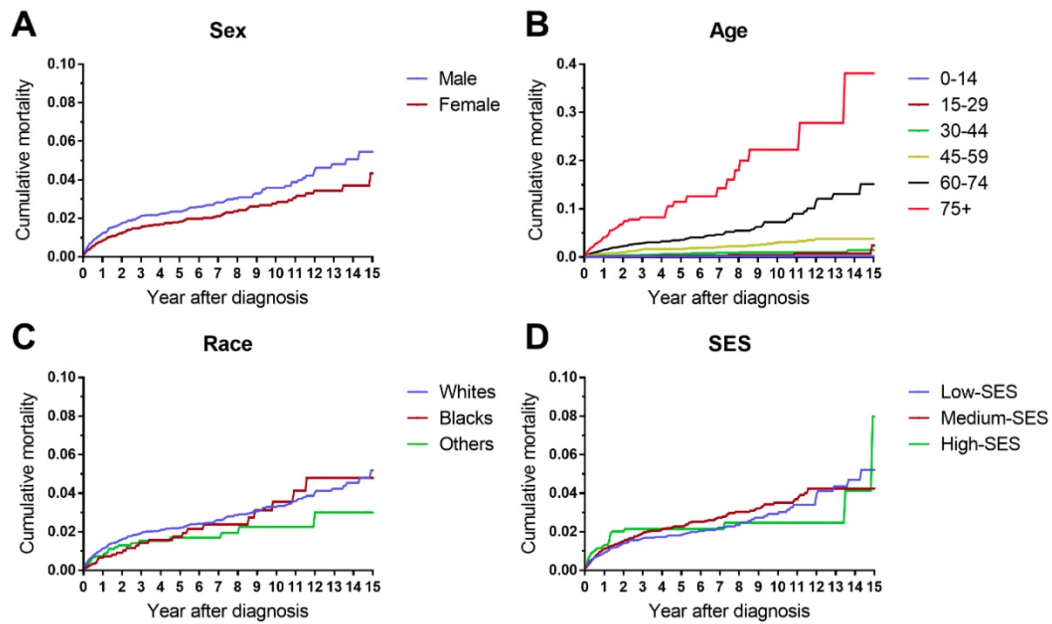 A
Sex
Cumulative mortality
0.10
0.08
0.06
0.04
0.02
0.00
0 1 2 3 4 5 6 7 8 9 10 11 12 13 14 15
Year after diagnosis
Male
Female
B
Age
Cumulative mortality
0.4
0.3
0.2
0.1
0.0
0 1 2 3 4 5 6 7 8 9 10 11 12 13 14 15
Year after diagnosis
0-14
15-29
30-44
45-59
60-74
75+
C
Race
Cumulative mortality
0.10
0.08
0.06
0.04
0.02
0.00
0 1 2 3 4 5 6 7 8 9 10 11 12 13 14 15
Year after diagnosis
Whites
Blacks
Others
D
SES
Cumulative mortality
0.10
0.08
0.06
0.04
0.02
0.00
0 1 2 3 4 5 6 7 8 9 10 11 12 13 14 15
Year after diagnosis
Low-SES
Medium-SES
High-SES